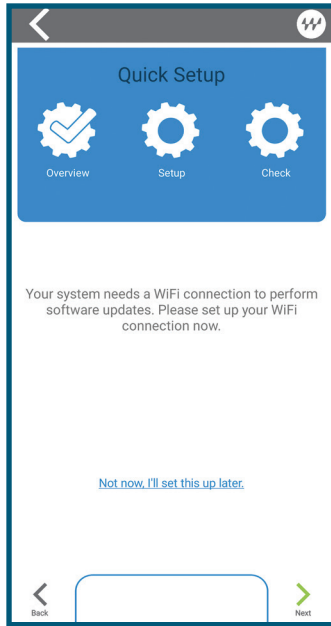 Quick Setup
Overview Setup Check
Your system needs a WiFi connection to perform
software updates. Please set up your WiFi
connection now.
Not now, I'll set this up later.
Back Next